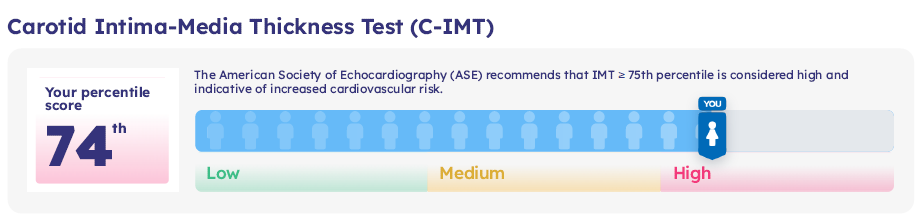 Carotid Intima-Media Thickness Test (C-IMT)
Your percentile
score
74th
The American Society of Echocardiography (ASE) recommends that IMT ≥ 75th percentile is considered high and
indicative of increased cardiovascular risk.
YOU
Low
Medium
High